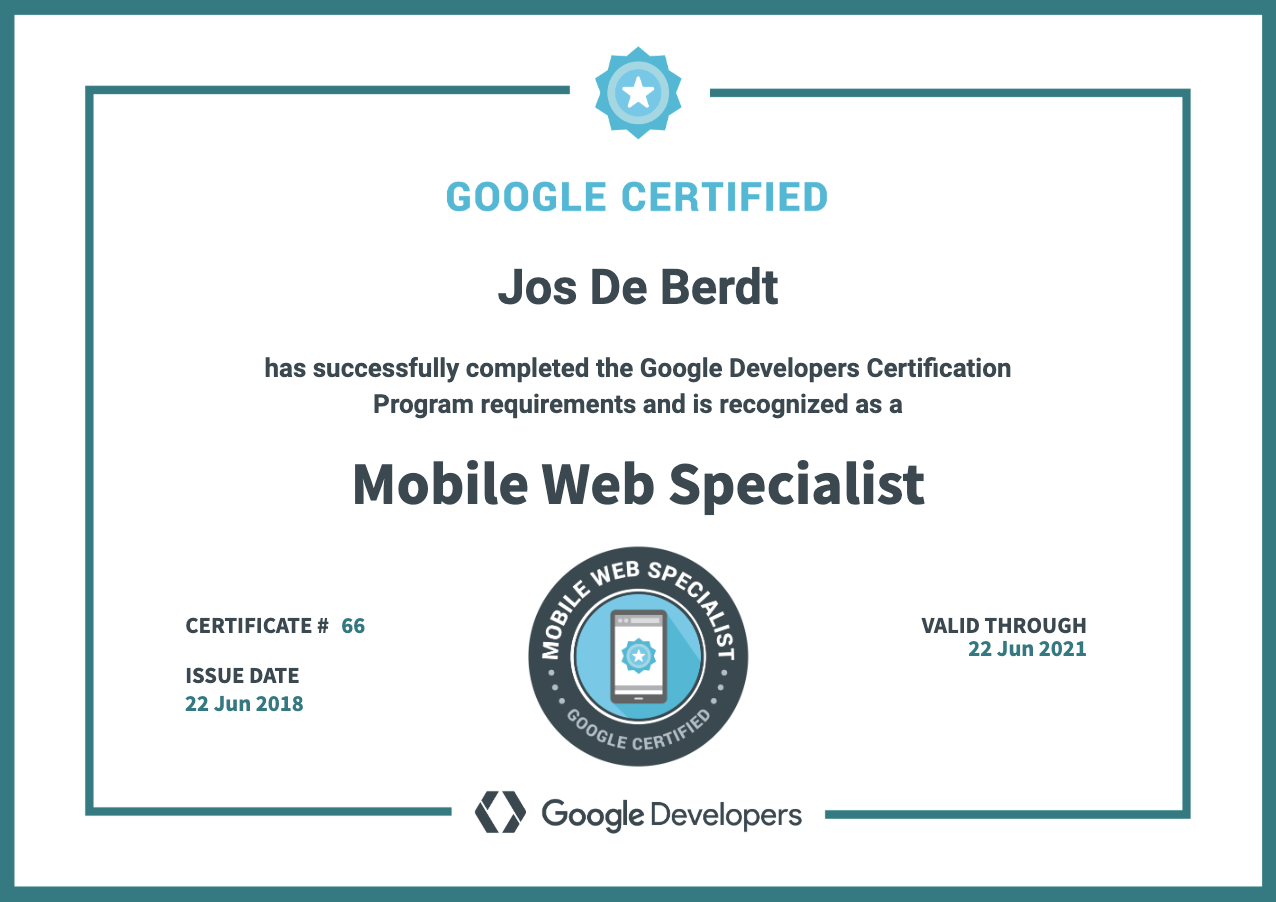 GOOGLE CERTIFIED
Jos De Berdt
has successfully completed the Google Developers Certification
Program requirements and is recognized as a
Mobile Web Specialist
CERTIFICATE # 66
ISSUE DATE
22 Jun 2018
MOBILE WEB SPECIALIST
GOOGLE CERTIFIED
VALID THROUGH
22 Jun 2021
Google Developers